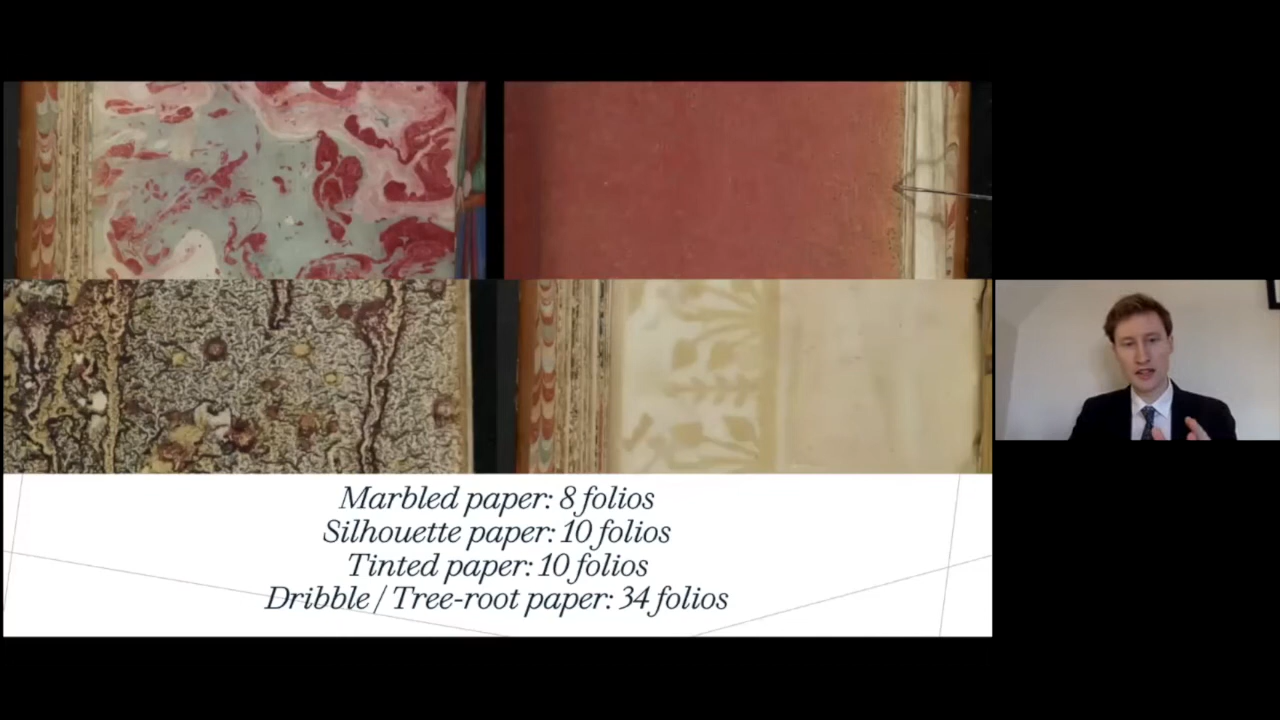 Marbled paper: 8 folios
Silhouette paper: 10 folios
Tinted paper: 10 folios
Dribble / Tree-root paper: 34 folios